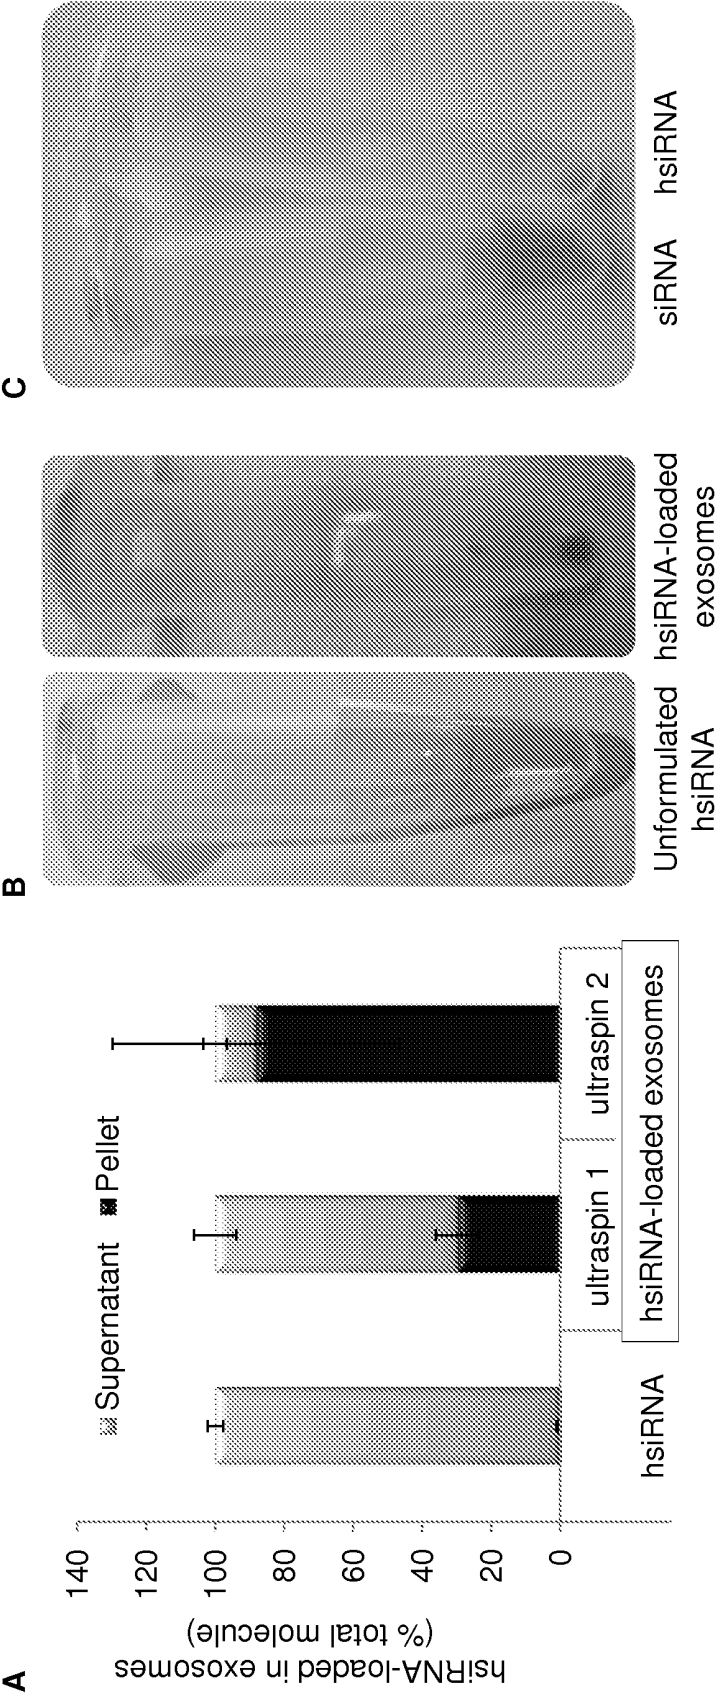 A
hsiRNA-loaded in exosomes
(% total molecule)
140
120
100
80
60
40
20
0
Supernatant Pellet
hsiRNA
ultraspin 1
ultraspin 2
hsiRNA-loaded exosomes
B
Unformulated
hsiRNA
hsiRNA-loaded
exosomes
C
siRNA
hsiRNA